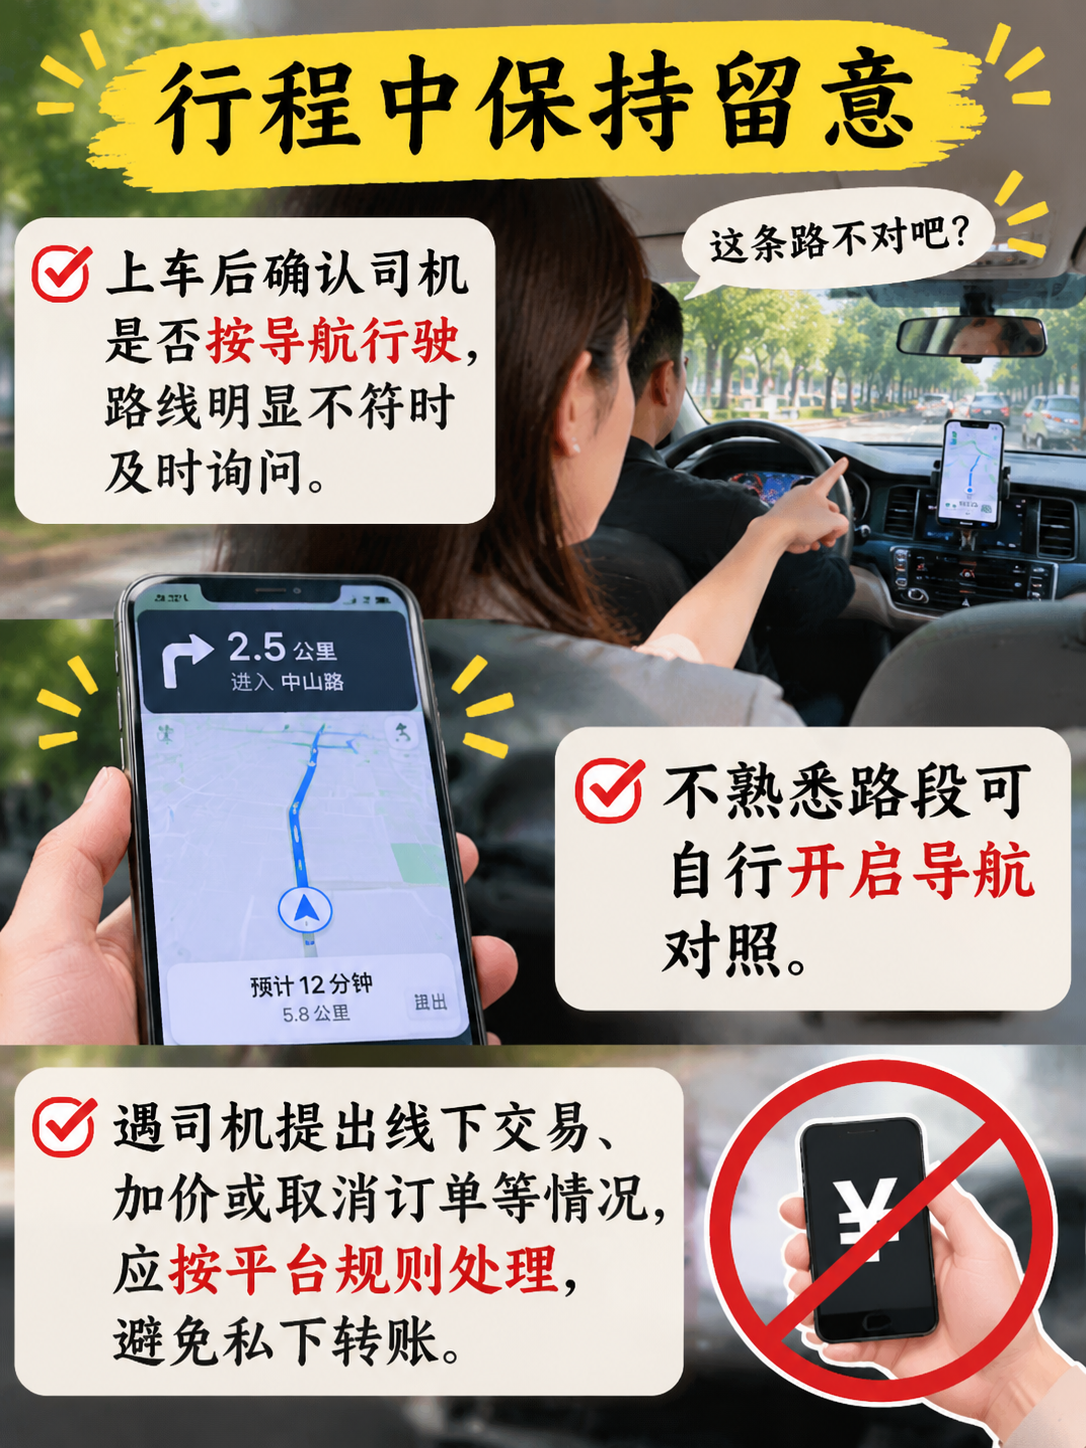 行程中保持留意
这条路不对吧?
上车后确认司机
是否按导航行驶,
路线明显不符时
及时询问。
2.5 公里
进入 中山路
预计 12 分钟
5.8 公里
不熟悉路段可
自行开启导航
对照。
遇司机提出线下交易、
加价或取消订单等情况,
应按平台规则处理,
避免私下转账。
¥